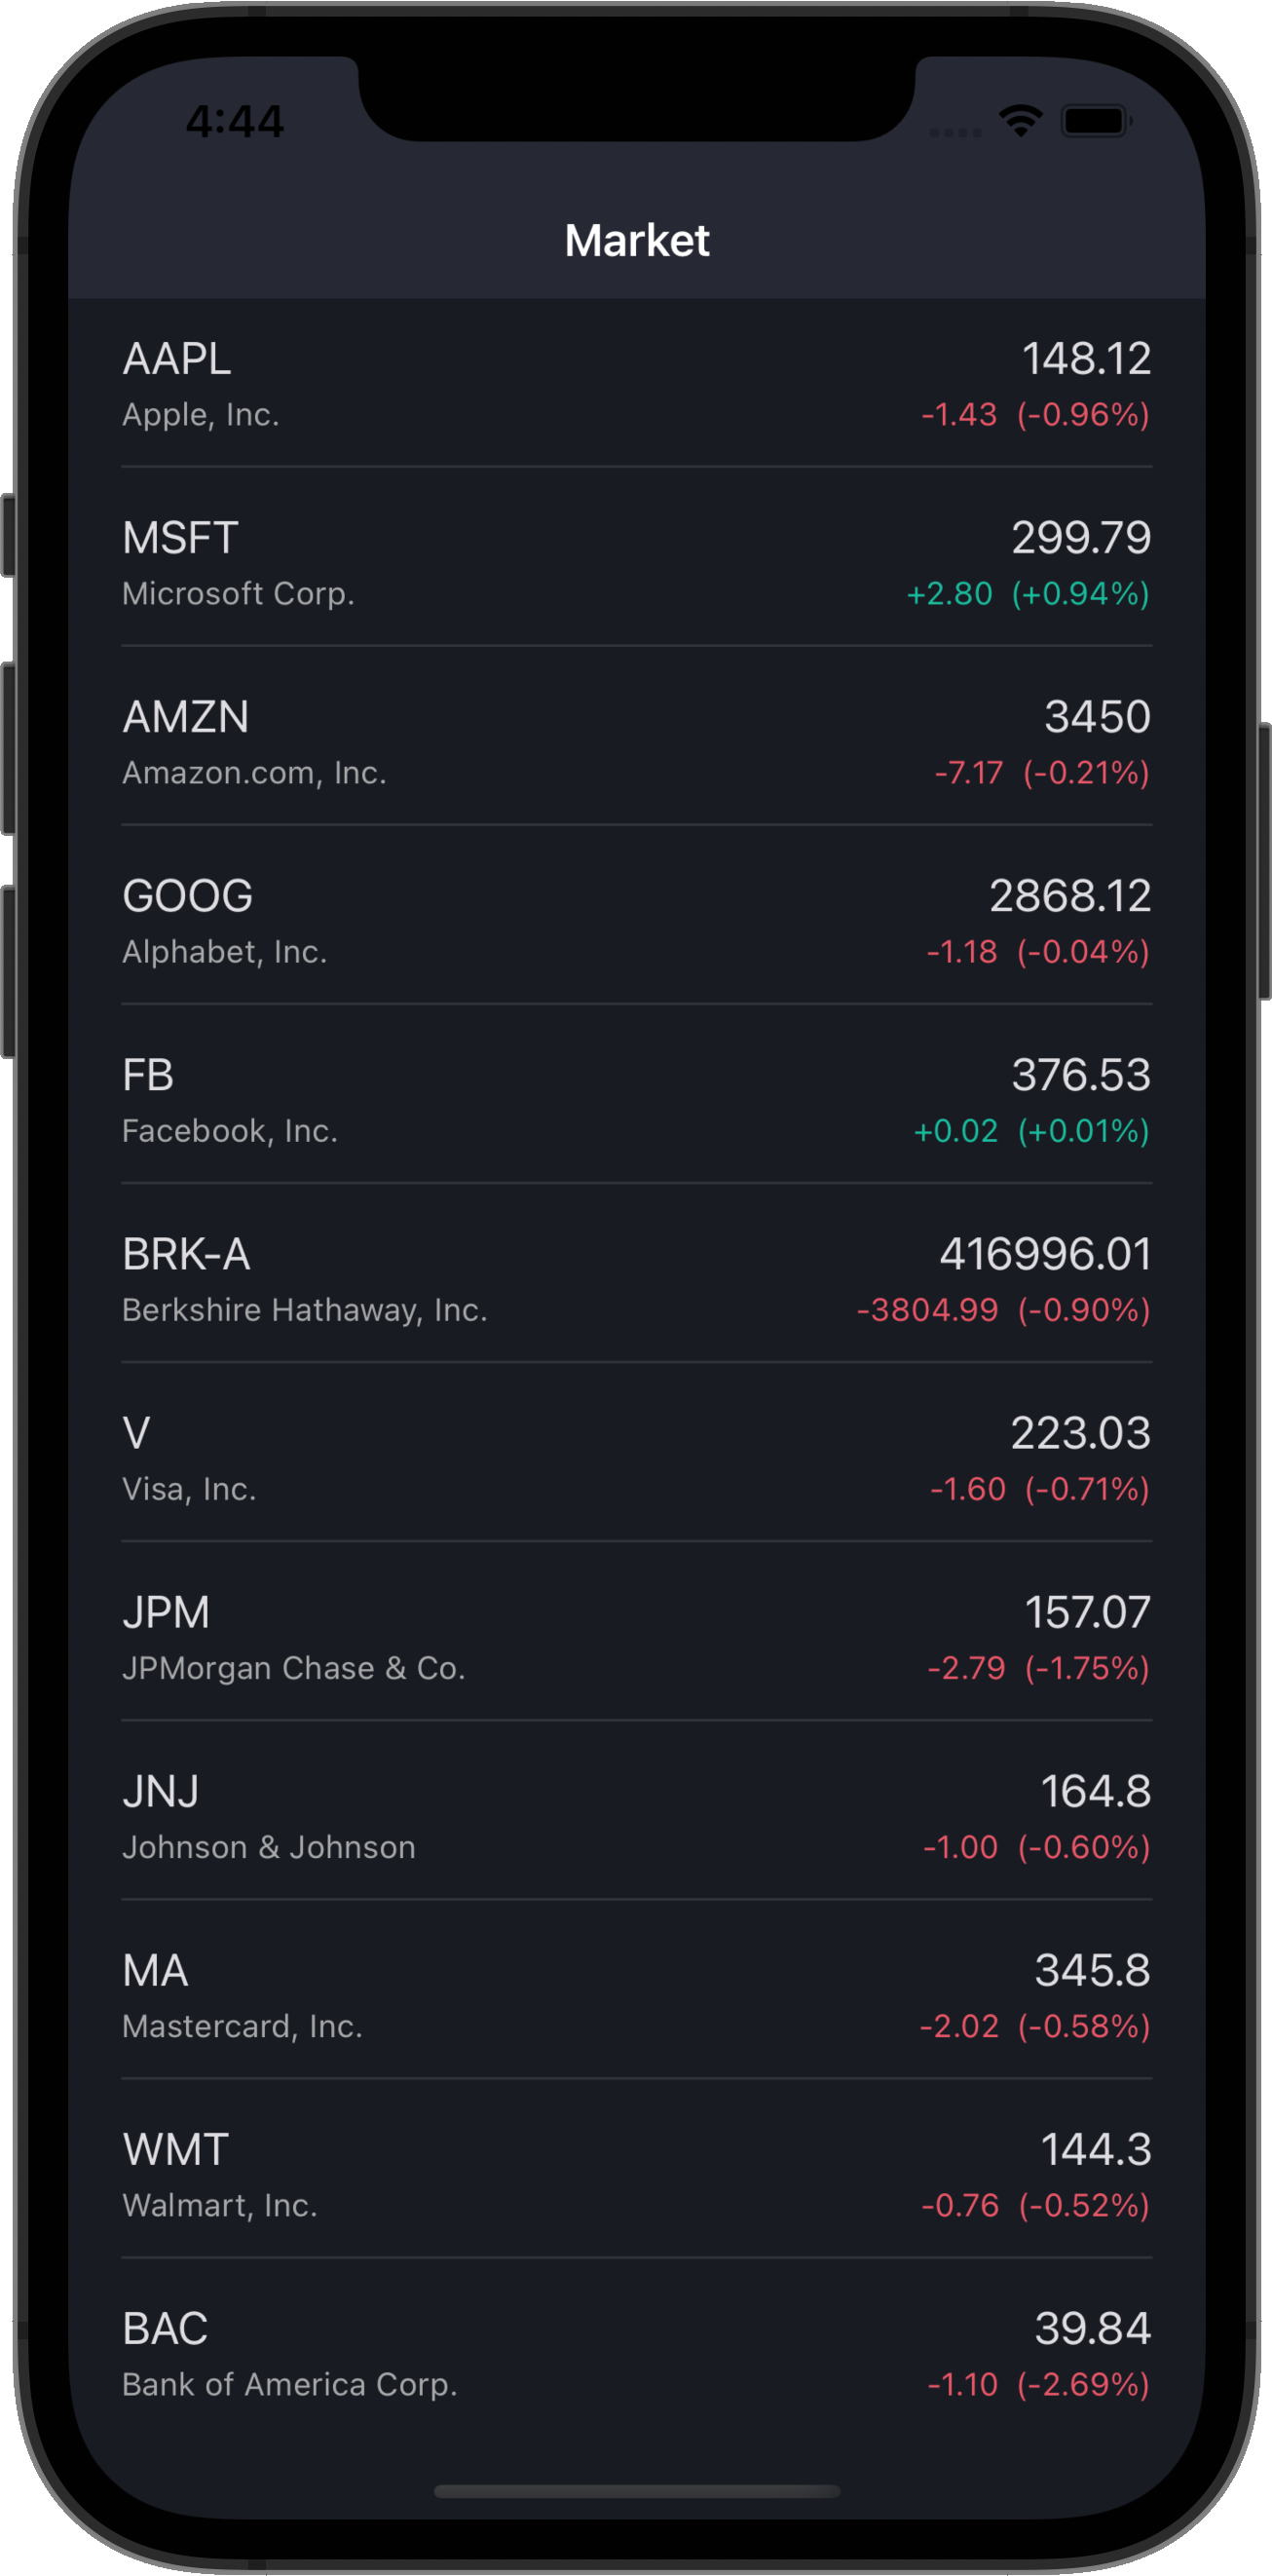 4:44
Market
AAPL 148.12
Apple, Inc. -1.43 (-0.96%)
MSFT 299.79
Microsoft Corp. +2.80 (+0.94%)
AMZN 3450
Amazon.com, Inc. -7.17 (-0.21%)
GOOG 2868.12
Alphabet, Inc. -1.18 (-0.04%)
FB 376.53
Facebook, Inc. +0.02 (+0.01%)
BRK-A 416996.01
Berkshire Hathaway, Inc. -3804.99 (-0.90%)
V 223.03
Visa, Inc. -1.60 (-0.71%)
JPM 157.07
JPMorgan Chase & Co. -2.79 (-1.75%)
JNJ 164.8
Johnson & Johnson -1.00 (-0.60%)
MA 345.8
Mastercard, Inc. -2.02 (-0.58%)
WMT 144.3
Walmart, Inc. -0.76 (-0.52%)
BAC 39.84
Bank of America Corp. -1.10 (-2.69%)